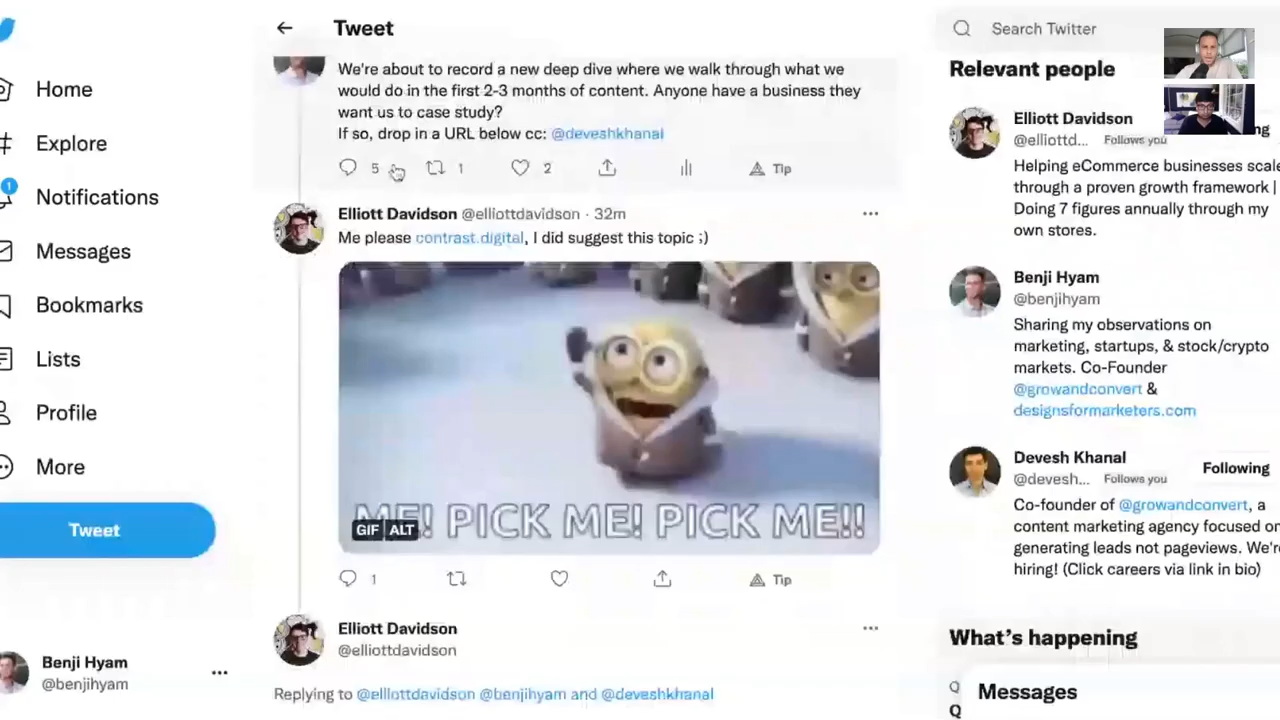 Home
Explore
1
Notifications
Messages
Bookmarks
Lists
Profile
More
Tweet
Benji Hyam
@benjihyam
Tweet
We're about to record a new deep dive where we walk through what we
would do in the first 2-3 months of content. Anyone have a business they
want us to case study?
If so, drop in a URL below cc: @deveshkhanal
5 1 2 Tip
Elliott Davidson @elliottdavidson · 32m
Me please contrast.digital, I did suggest this topic ;)
ME! PICK ME! PICK ME!!
GIF ALT
1 Tip
Elliott Davidson
@elliottdavidson
Replying to @elliottdavidson @benjihyam and @deveshkhanal
Search Twitter
Relevant people
Elliott Davidson
@elliottd... Follows you
Helping eCommerce businesses scale
through a proven growth framework |
Doing 7 figures annually through my
own stores.
Benji Hyam
@benjihyam
Sharing my observations on
marketing, startups, & stock/crypto
markets. Co-Founder
@growandconvert &
designsformarketers.com
Devesh Khanal
@devesh... Follows you
Following
Co-founder of @growandconvert, a
content marketing agency focused on
generating leads not pageviews. We're
hiring! (Click careers via link in bio)
What's happening
Messages